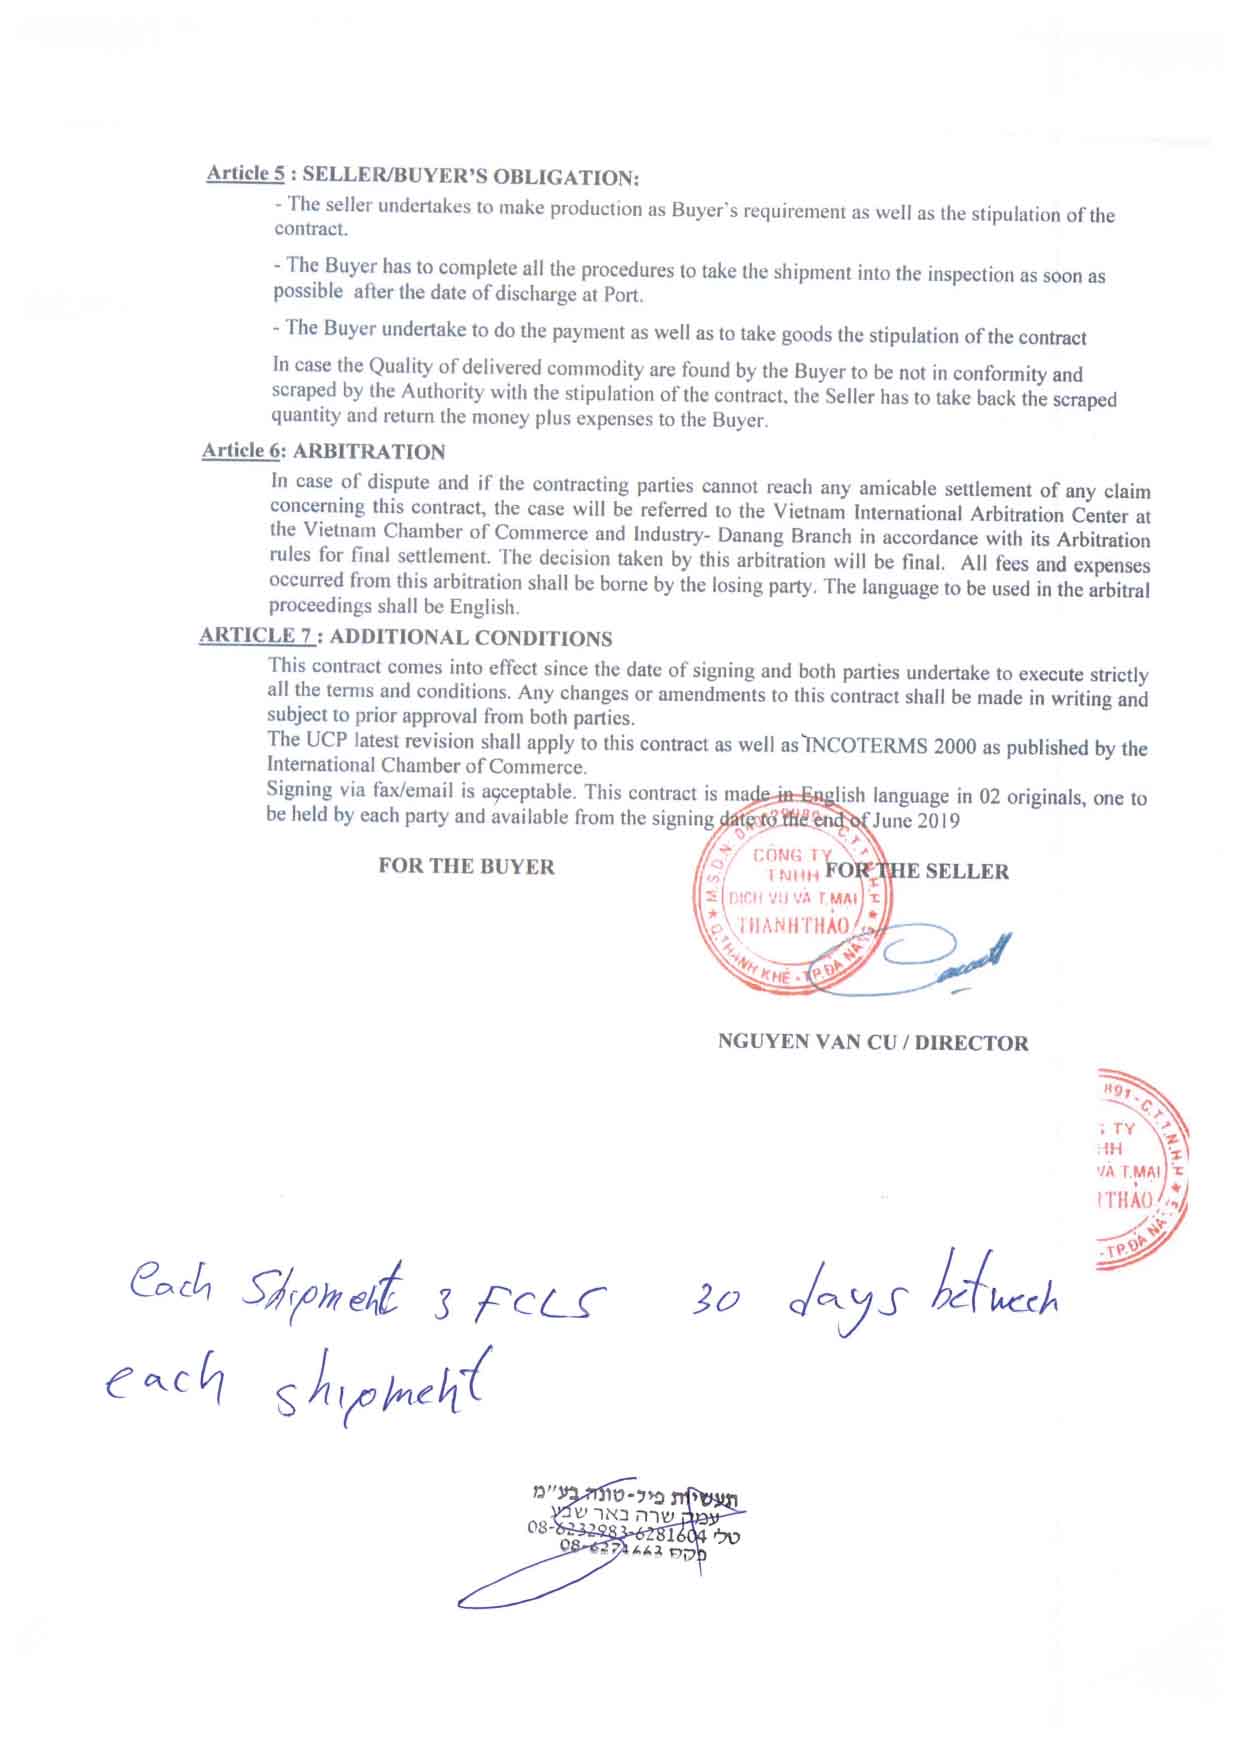 Article 5 : SELLER/BUYER'S OBLIGATION:
- The seller undertakes to make production as Buyer's requirement as well as the stipulation of the
contract.
- The Buyer has to complete all the procedures to take the shipment into the inspection as soon as
possible after the date of discharge at Port.
- The Buyer undertake to do the payment as well as to take goods the stipulation of the contract
In case the Quality of delivered commodity are found by the Buyer to be not in conformity and
scraped by the Authority with the stipulation of the contract, the Seller has to take back the scraped
quantity and return the money plus expenses to the Buyer.
Article 6: ARBITRATION
In case of dispute and if the contracting parties cannot reach any amicable settlement of any claim
concerning this contract, the case will be referred to the Vietnam International Arbitration Center at
the Vietnam Chamber of Commerce and Industry- Danang Branch in accordance with its Arbitration
rules for final settlement. The decision taken by this arbitration will be final. All fees and expenses
occurred from this arbitration shall be borne by the losing party. The language to be used in the arbitral
proceedings shall be English.
ARTICLE 7 : ADDITIONAL CONDITIONS
This contract comes into effect since the date of signing and both parties undertake to execute strictly
all the terms and conditions. Any changes or amendments to this contract shall be made in writing and
subject to prior approval from both parties.
The UCP latest revision shall apply to this contract as well as INCOTERMS 2000 as published by the
International Chamber of Commerce.
Signing via fax/email is acceptable. This contract is made in English language in 02 originals, one to
be held by each party and available from the signing date to the end of June 2019
FOR THE BUYER
FOR THE SELLER
M.S.D.N: C.T.T.N.H.H
CÔNG TY
TNHH
DỊCH VỤ VÀ T.MẠI
THANH THẢO
Q.THANH KHÊ - TP.ĐÀ NẴNG
NGUYEN VAN CU / DIRECTOR
891 - C.T.T.N.H.H
TY
HH
VÀ T.MẠI
THẢO
TP.ĐÀ NẴ
each shipment 3 FCLS 30 days between
each shipment
תעשיות פיל-טונה בע"מ
עמק שרה באר שבע
טל' 08-6232983-6281604
פקס